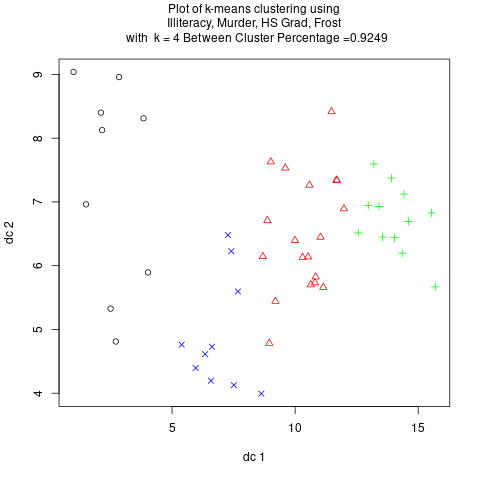 Plot of k-means clustering using
Illiteracy, Murder, HS Grad, Frost
with k = 4 Between Cluster Percentage =0.9249
9
8
7
6
5
4
dc 2
5 10 15
dc 1